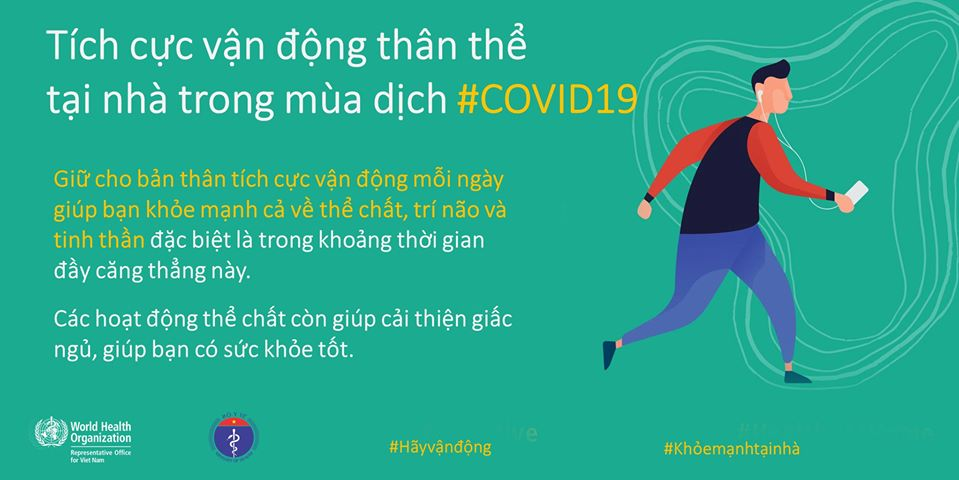 Tích cực vận động thân thể
tại nhà trong mùa dịch #COVID19
Giữ cho bản thân tích cực vận động mỗi ngày
giúp bạn khỏe mạnh cả về thể chất, trí não và
tinh thần đặc biệt là trong khoảng thời gian
đầy căng thẳng này.
Các hoạt động thể chất còn giúp cải thiện giấc
ngủ, giúp bạn có sức khỏe tốt.
World Health
Organization
Representative Office
for Viet Nam
BỘ Y TẾ
#Hãyvậnđộng
#Khỏemạnhtạinhà